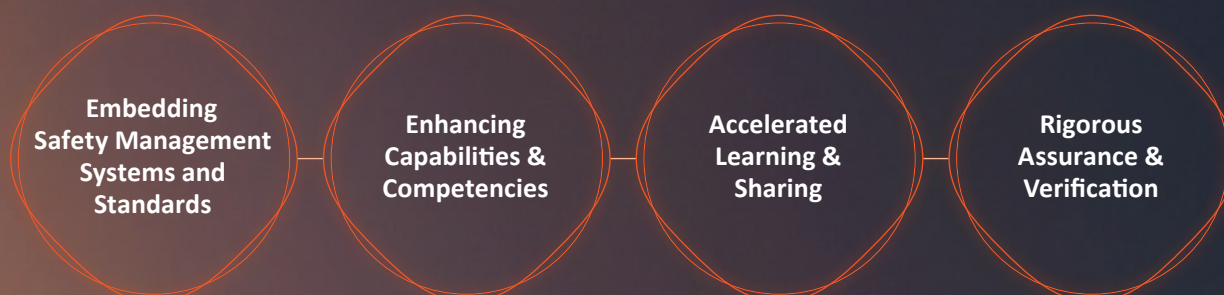 Embedding
Safety Management
Systems and
Standards
Enhancing
Capabilities &
Competencies
Accelerated
Learning &
Sharing
Rigorous
Assurance &
Verification